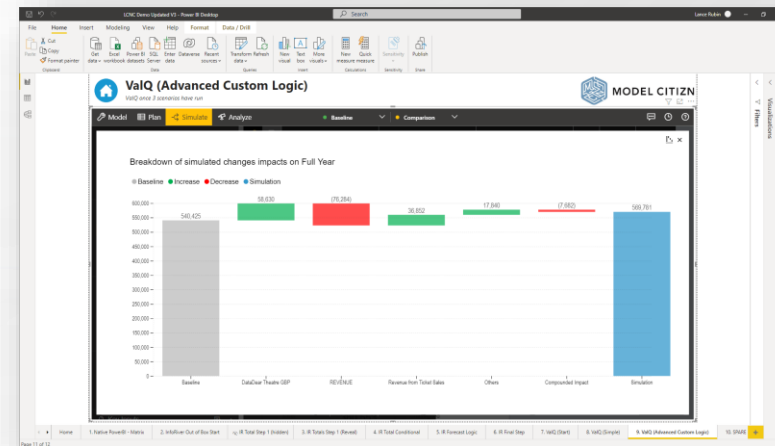 LCNC Demo Updated V3 - Power BI Desktop
Search
Lance Rubin
File Home Insert Modeling View Help Format Data / Drill
Cut
Copy
Format painter
Paste
Get data Excel workbook Power BI datasets SQL Server Enter data Dataverse Recent sources
Transform data Refresh
New visual Text box More visuals
New measure Quick measure
Sensitivity
Publish
Clipboard Data Queries Insert Calculations Sensitivity Share
ValQ (Advanced Custom Logic)
ValQ once 3 scenarios have run
MODEL CITIZN
Filters
Visualizations
Model Plan Simulate Analyze Baseline Comparison
Breakdown of simulated changes impacts on Full Year
Baseline Increase Decrease Simulation
600,000
550,000
500,000
450,000
400,000
350,000
300,000
250,000
200,000
150,000
100,000
50,000
0
540,425 58,630 (76,284) 36,852 17,840 (7,682) 569,781
Baseline DataDear Theatre GBP REVENUE Revenue from Ticket Sales Others Compounded Impact Simulation
Home 1. Native PowerBI - Matrix 2. InfoRiver Out of Box Start IR Total Step 1 (Hidden) 3. IR Totals Step 1 (Reveal) 4. IR Total Conditional 5. IR Forecast Logic 6. IR Final Step 7. ValQ (Start) 8. ValQ (Simple) 9. ValQ (Advanced Custom Logic) 10. SPARE
Page 11 of 12